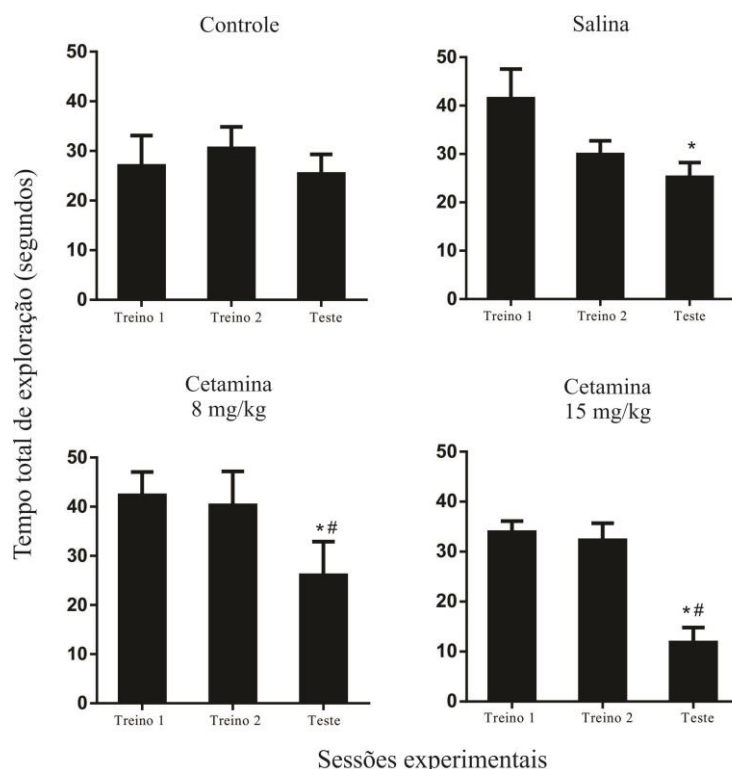 Tempo total de exploração (segundos)
Controle
50
40
30
20
10
0
Treino 1 Treino 2 Teste
Salina
50
40
30
20
10
0
*
Treino 1 Treino 2 Teste
Cetamina
8 mg/kg
50
40
30
20
10
0
*#
Treino 1 Treino 2 Teste
Cetamina
15 mg/kg
50
40
30
20
10
0
*#
Treino 1 Treino 2 Teste
Sessões experimentais